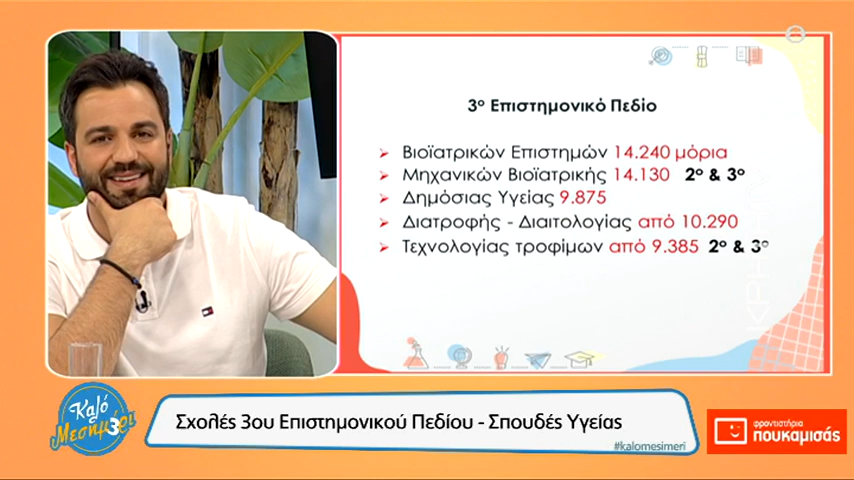 3ο Επιστημονικό Πεδίο
Βιοϊατρικών Επιστημών 14.240 μόρια
Μηχανικών Βιοϊατρικής 14.130 2ο & 3ο
Δημόσιας Υγείας 9.875
Διατροφής - Διαιτολογίας από 10.290
Τεχνολογίας τροφίμων από 9.385 2ο & 3ο
Καλό
Μεσημ3ρι
Σχολές 3ου Επιστημονικού Πεδίου - Σπουδές Υγείας
#kalomesimeri
φροντιστήρια
πουκαμισάς